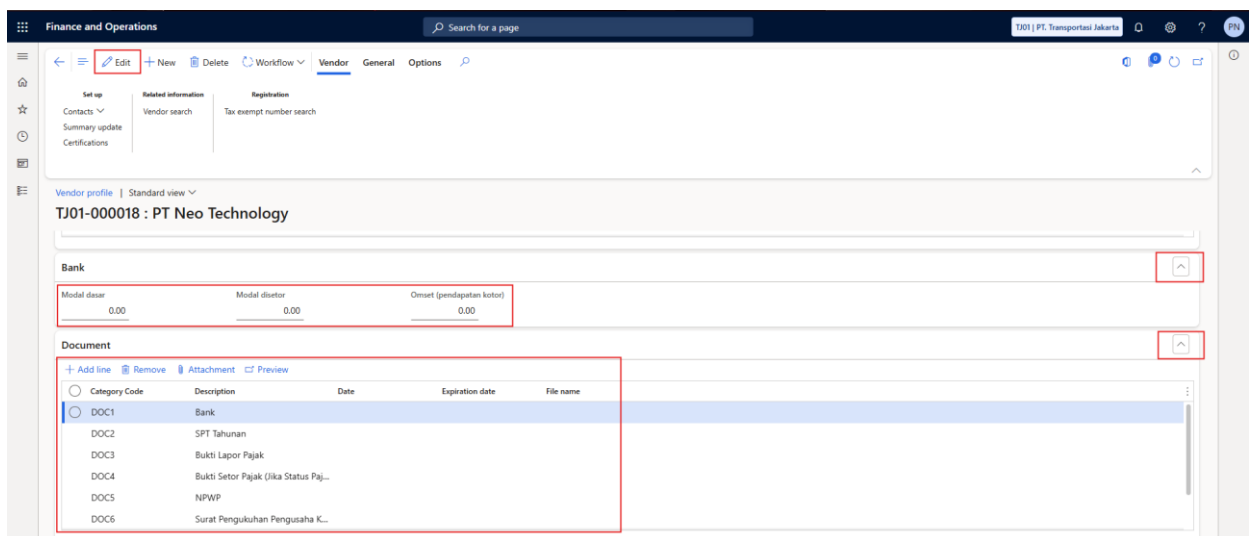 Finance and Operations
Search for a page
TJ01 | PT. Transportasi Jakarta
?
PN
Edit
+ New
Delete
Workflow
Vendor
General
Options
0
Set up
Related information
Registration
Contacts
Vendor search
Tax exempt number search
Summary update
Certifications
Vendor profile | Standard view
TJ01-000018 : PT Neo Technology
Bank
Modal dasar
Modal disetor
Omset (pendapatan kotor)
0.00
0.00
0.00
Document
+ Add line
Remove
Attachment
Preview
Category Code
Description
Date
Expiration date
File name
DOC1
Bank
DOC2
SPT Tahunan
DOC3
Bukti Lapor Pajak
DOC4
Bukti Setor Pajak (Jika Status Paj...
DOC5
NPWP
DOC6
Surat Pengukuhan Pengusaha K...